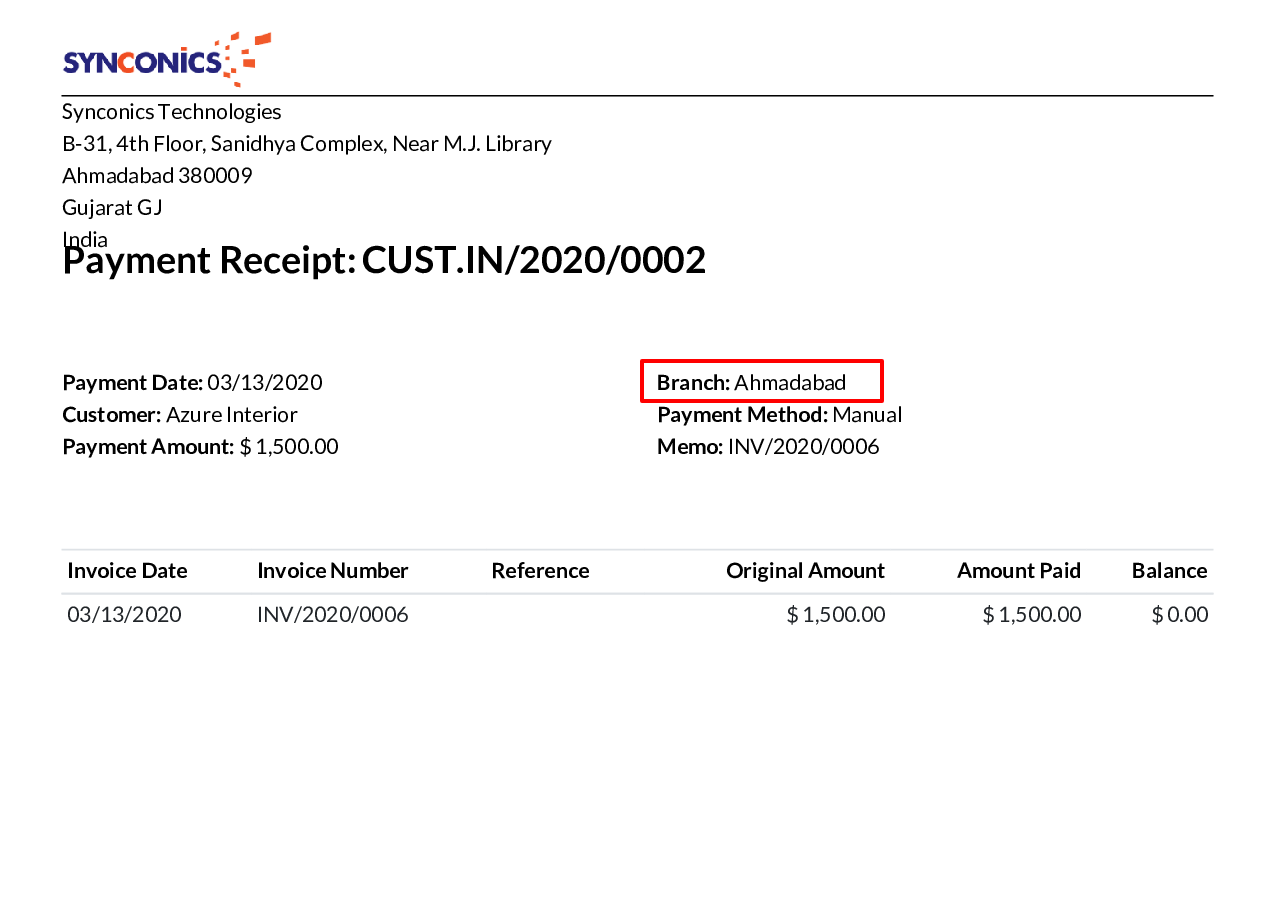 SYNCONiCS
Synconics Technologies
B-31, 4th Floor, Sanidhya Complex, Near M.J. Library
Ahmadabad 380009
Gujarat GJ
India
Payment Receipt: CUST.IN/2020/0002
Payment Date: 03/13/2020 Branch: Ahmadabad
Customer: Azure Interior Payment Method: Manual
Payment Amount: $ 1,500.00 Memo: INV/2020/0006
Invoice Date Invoice Number Reference Original Amount Amount Paid Balance
03/13/2020 INV/2020/0006 $ 1,500.00 $ 1,500.00 $ 0.00